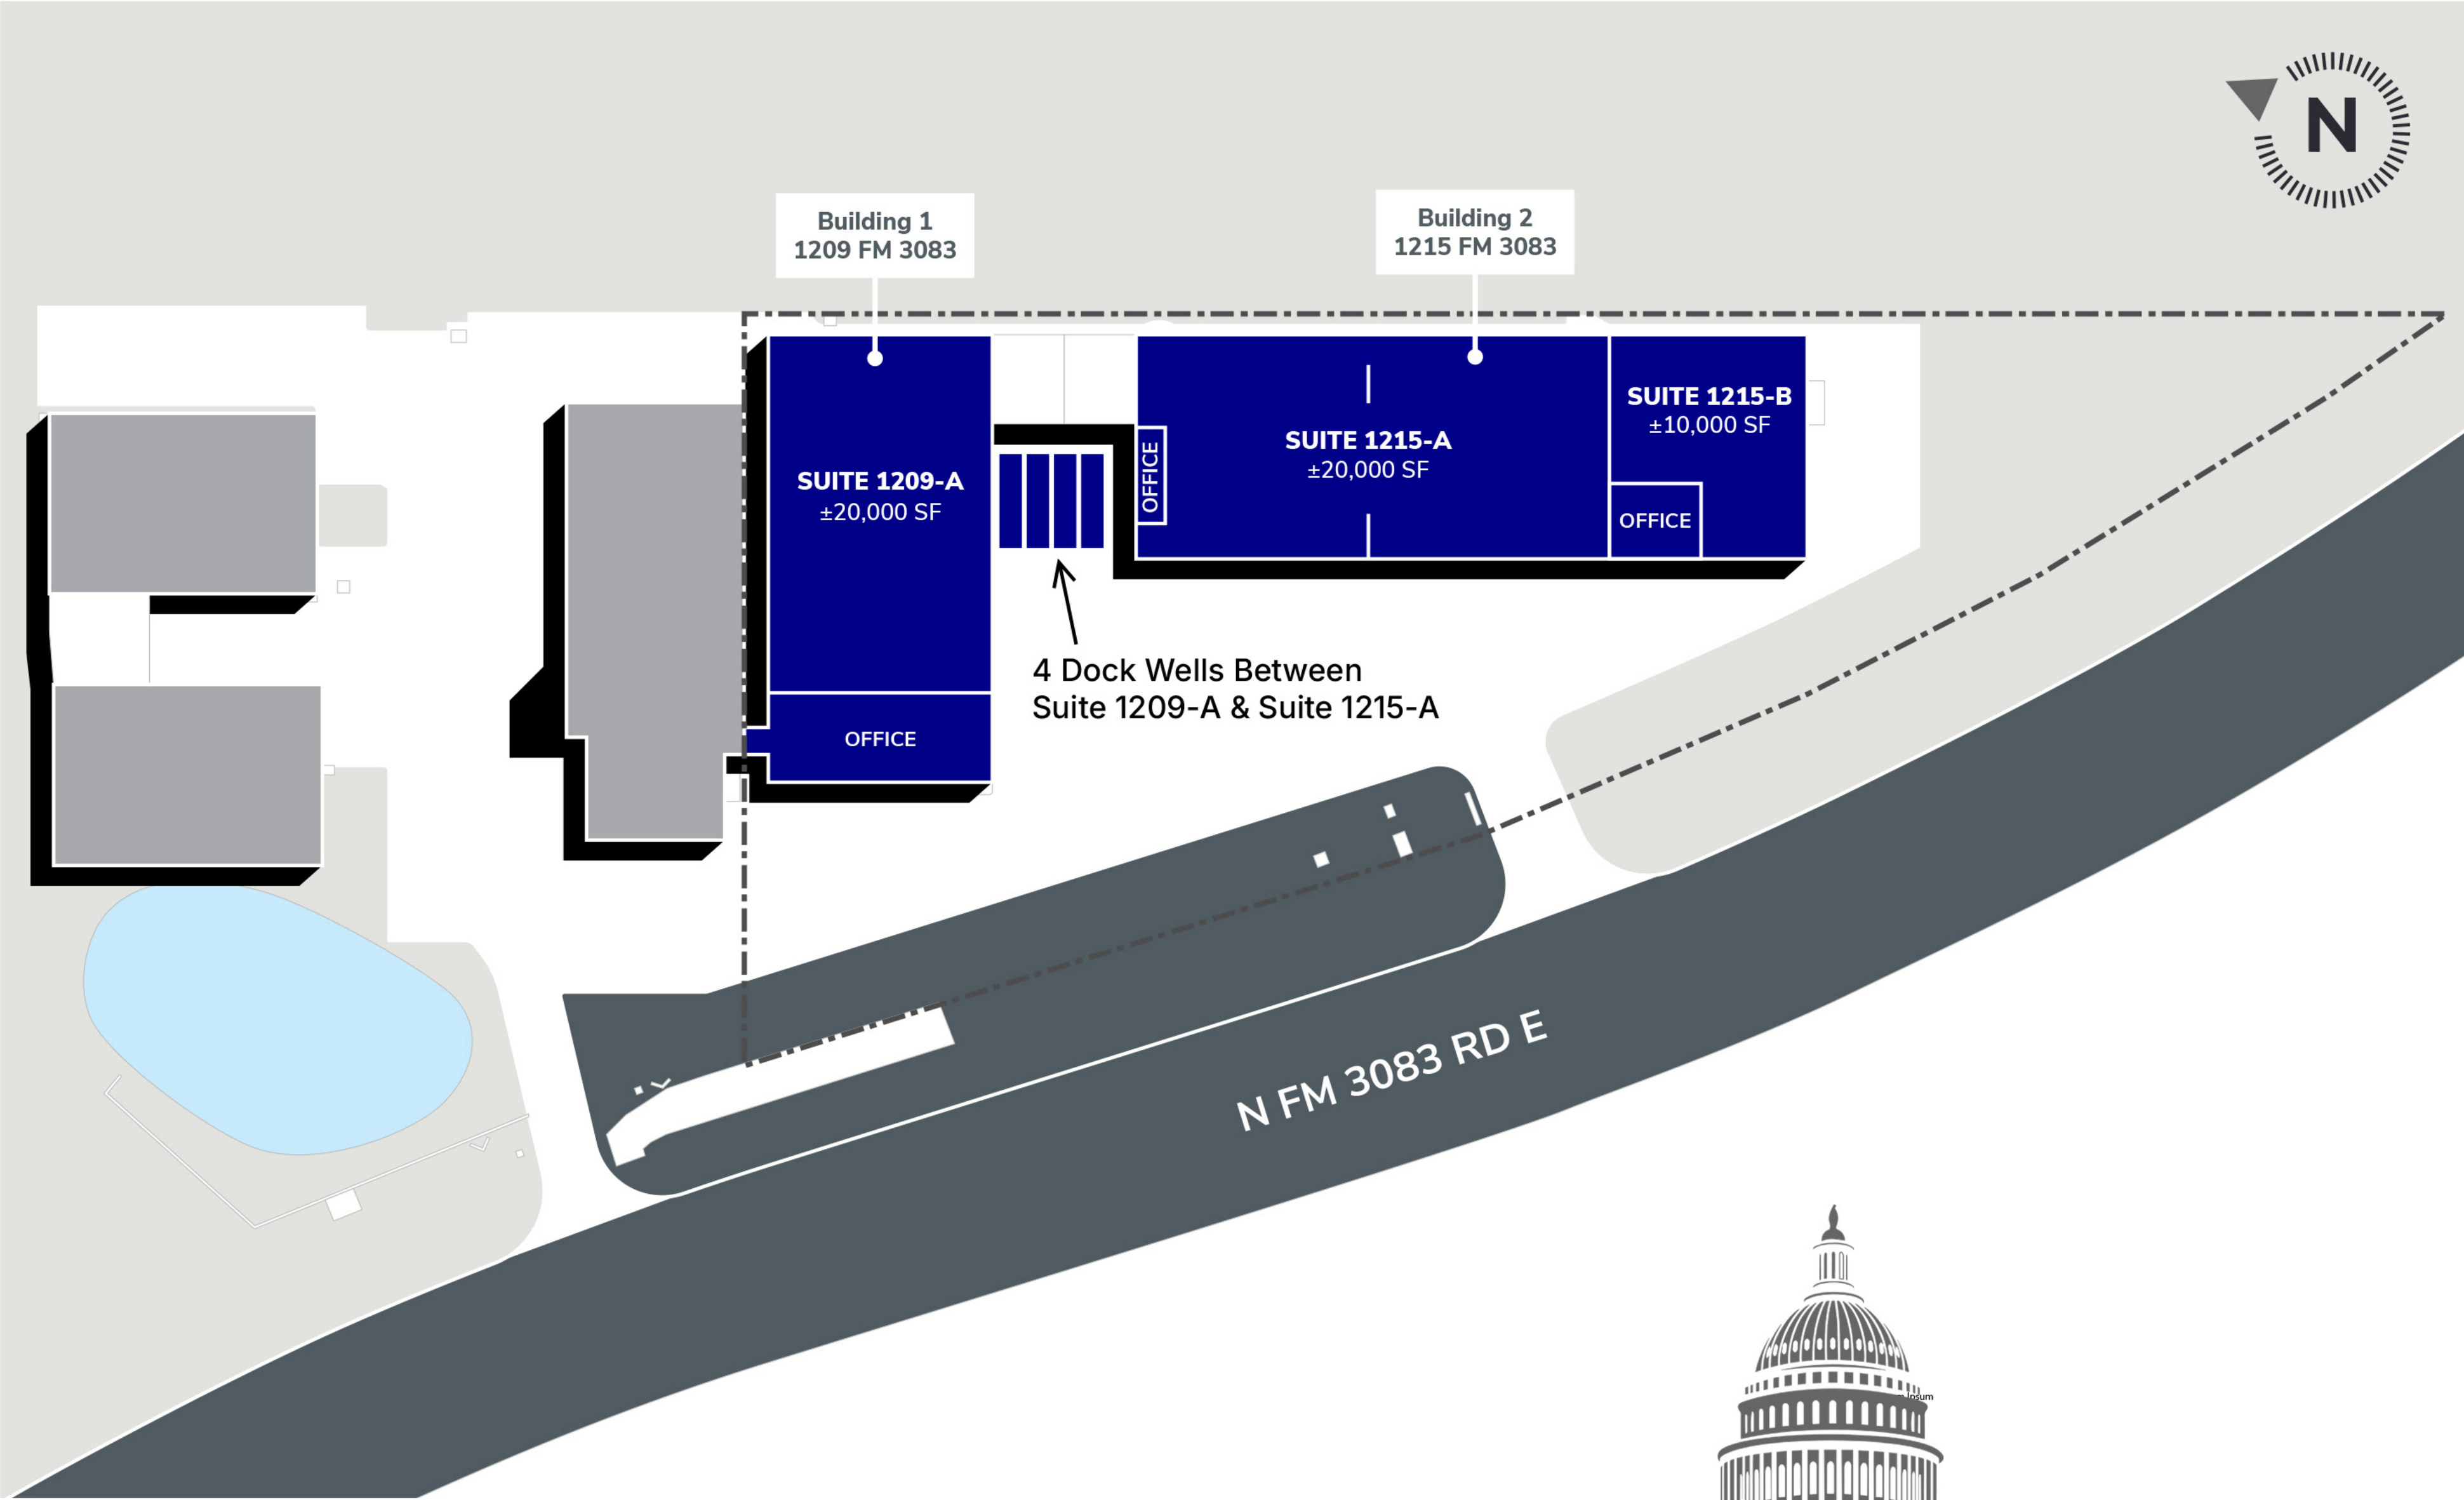 N
Building 1
1209 FM 3083
Building 2
1215 FM 3083
SUITE 1209-A
±20,000 SF
OFFICE
OFFICE
SUITE 1215-A
±20,000 SF
SUITE 1215-B
±10,000 SF
OFFICE
4 Dock Wells Between
Suite 1209-A & Suite 1215-A
N FM 3083 RD E
Ipsum